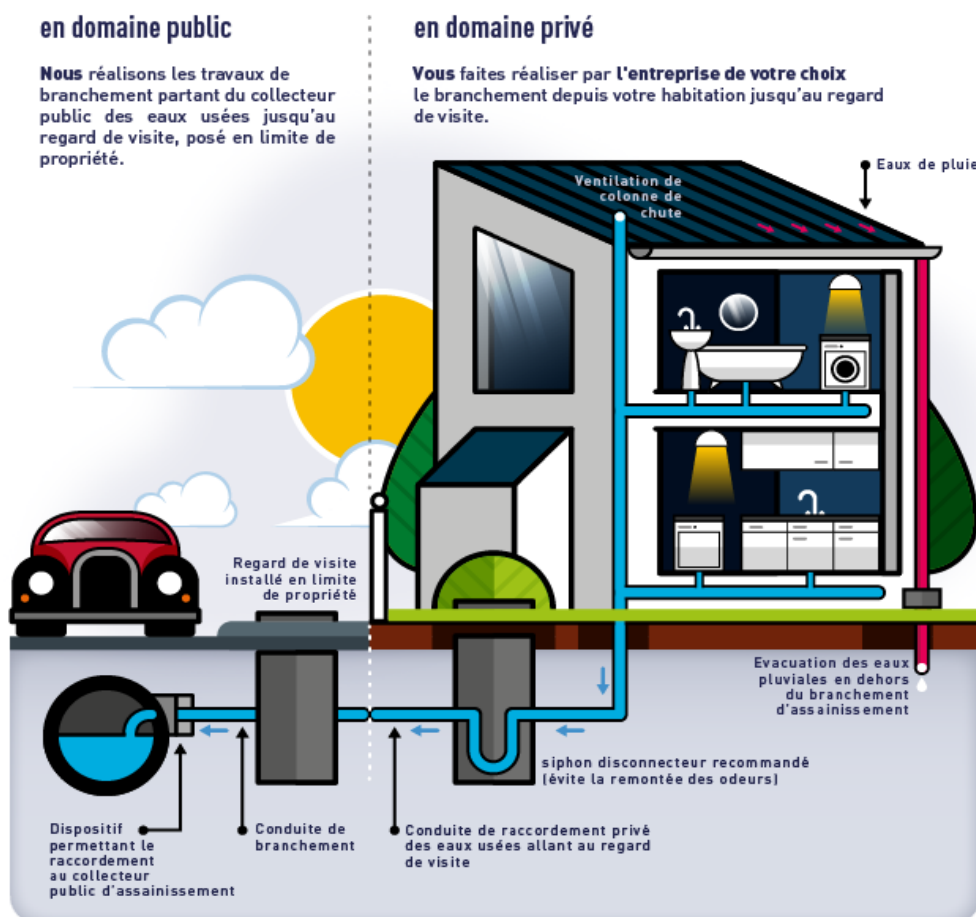 en domaine public
Nous réalisons les travaux de
branchement partant du collecteur
public des eaux usées jusqu'au
regard de visite, posé en limite de
propriété.
en domaine privé
Vous faites réaliser par l'entreprise de votre choix
le branchement depuis votre habitation jusqu'au regard
de visite.
Eaux de pluie
Ventilation de
colonne de
chute
Regard de visite
installé en limite
de propriété
Evacuation des eaux
pluviales en dehors
du branchement
d'assainissement
siphon disconnecteur recommandé
(évite la remontée des odeurs)
Dispositif
permettant le
raccordement
au collecteur
public d'assainissement
Conduite de
branchement
Conduite de raccordement privé
des eaux usées allant au regard
de visite